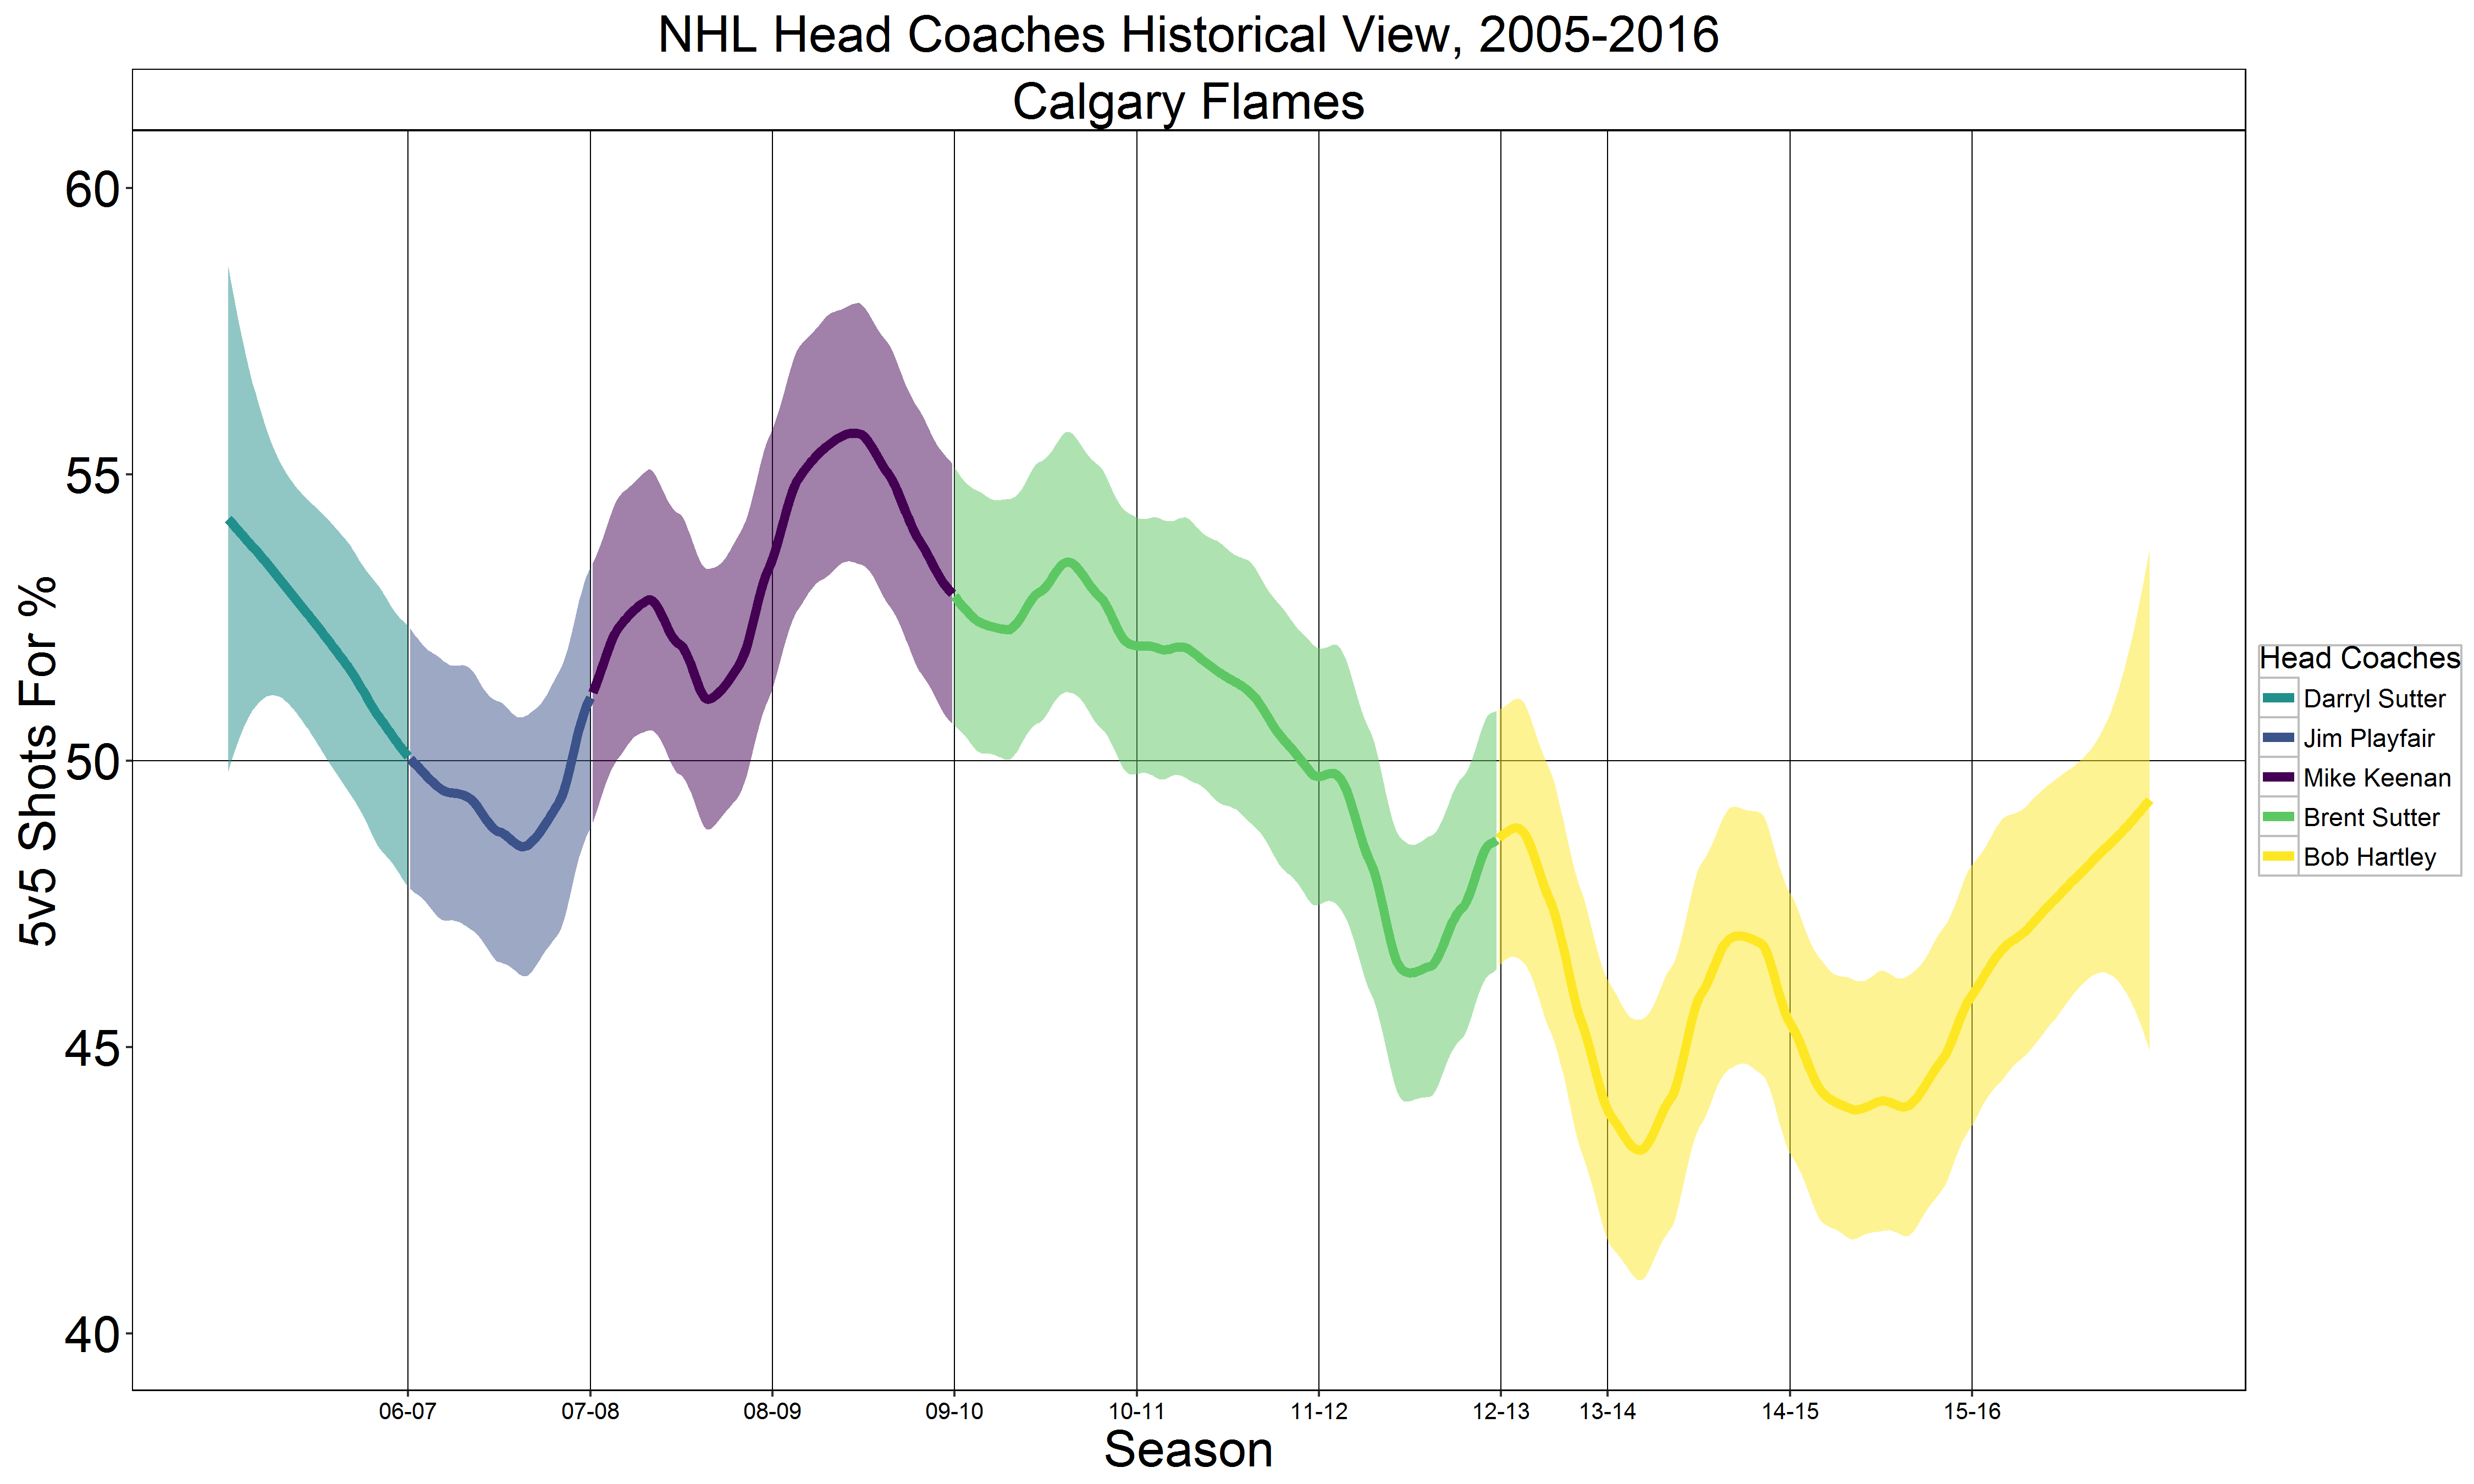 NHL Head Coaches Historical View, 2005-2016
Calgary Flames
60
55
50
45
40
5v5 Shots For %
06-07 07-08 08-09 09-10 10-11 11-12 12-13 13-14 14-15 15-16
Season
Head Coaches
Darryl Sutter
Jim Playfair
Mike Keenan
Brent Sutter
Bob Hartley